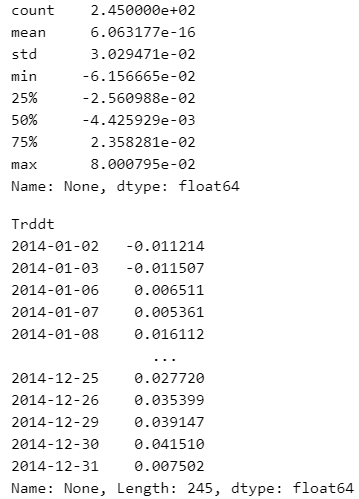 count    2.450000e+02
mean     6.063177e-16
std      3.029471e-02
min     -6.156665e-02
25%     -2.560988e-02
50%     -4.425929e-03
75%      2.358281e-02
max      8.000795e-02
Name: None, dtype: float64
Trddt
2014-01-02   -0.011214
2014-01-03   -0.011507
2014-01-06    0.006511
2014-01-07    0.005361
2014-01-08    0.016112
...
2014-12-25    0.027720
2014-12-26    0.035399
2014-12-29    0.039147
2014-12-30    0.041510
2014-12-31    0.007502
Name: None, Length: 245, dtype: float64